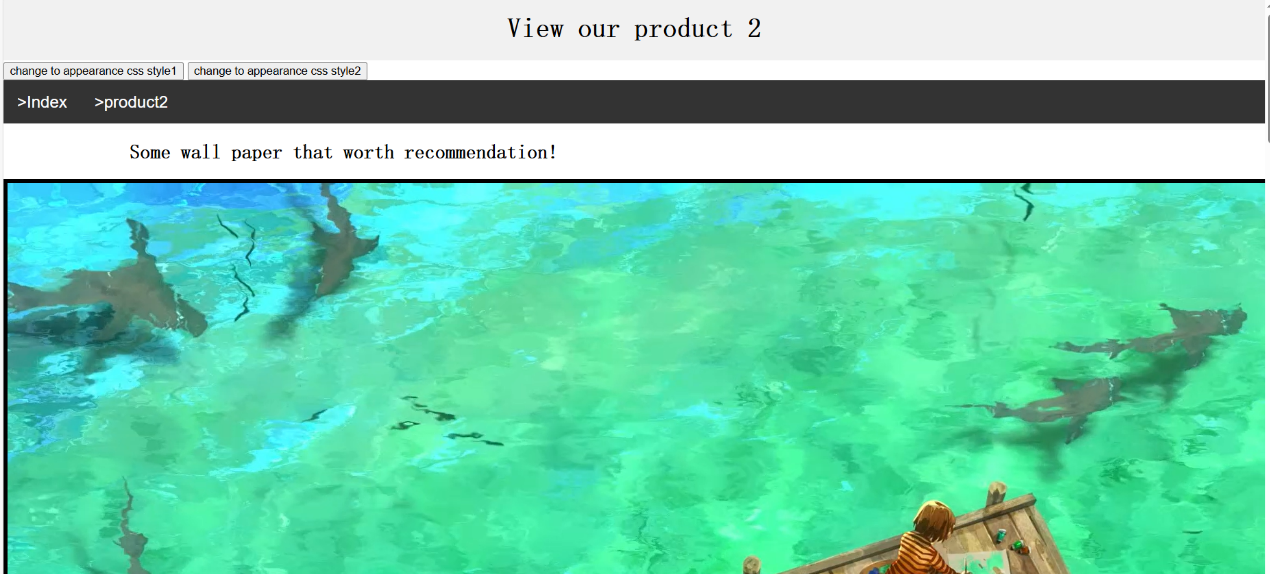 View our product 2
change to appearance css style1 change to appearance css style2
>Index >product2
Some wall paper that worth recommendation!